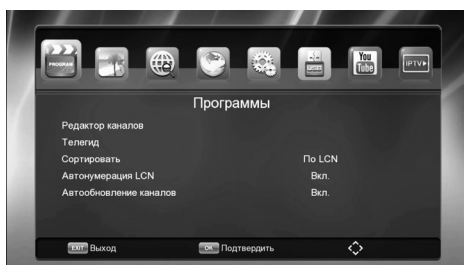 PROGRAM
You
Tube
IPTV
Программы
Редактор каналов
Телегид
Сортировать По LCN
Автонумерация LCN Вкл.
Автообновление каналов Вкл.
EXIT Выход OK Подтвердить